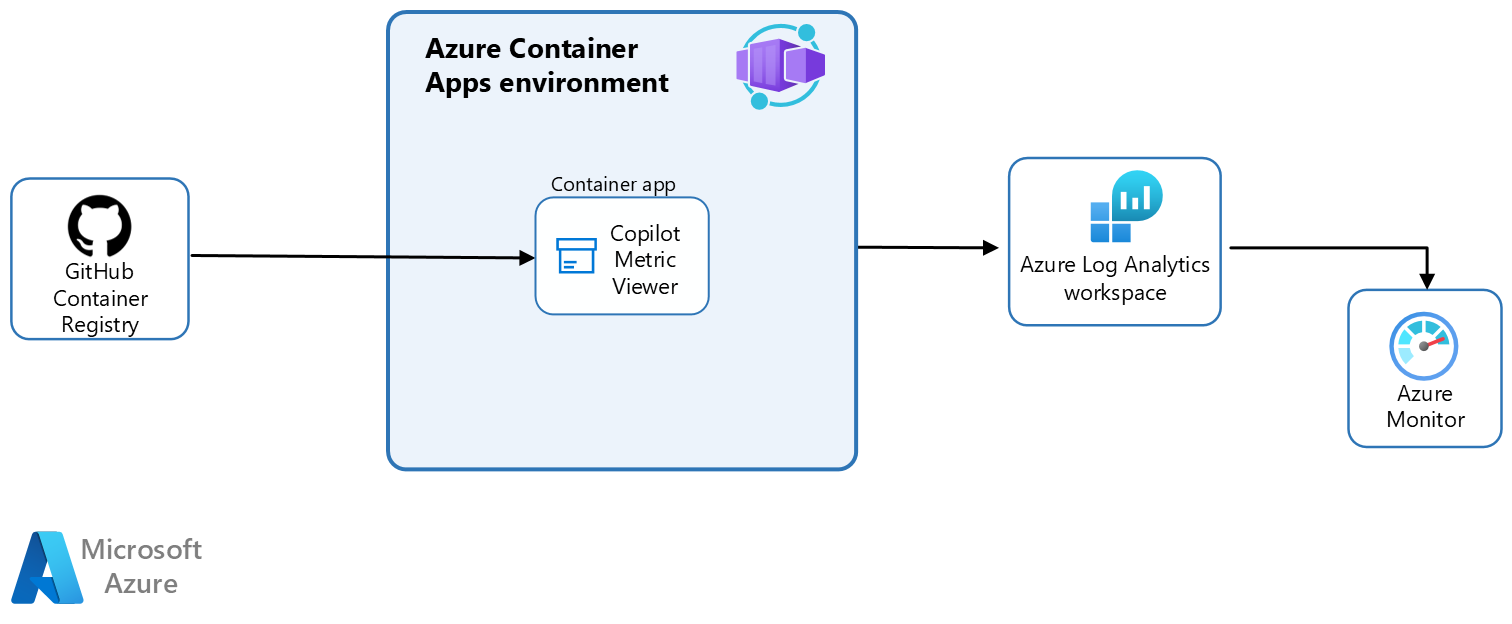 Azure Container
Apps environment
Container app
Copilot
Metric
Viewer
GitHub
Container
Registry
Azure Log Analytics
workspace
Azure
Monitor
Microsoft
Azure